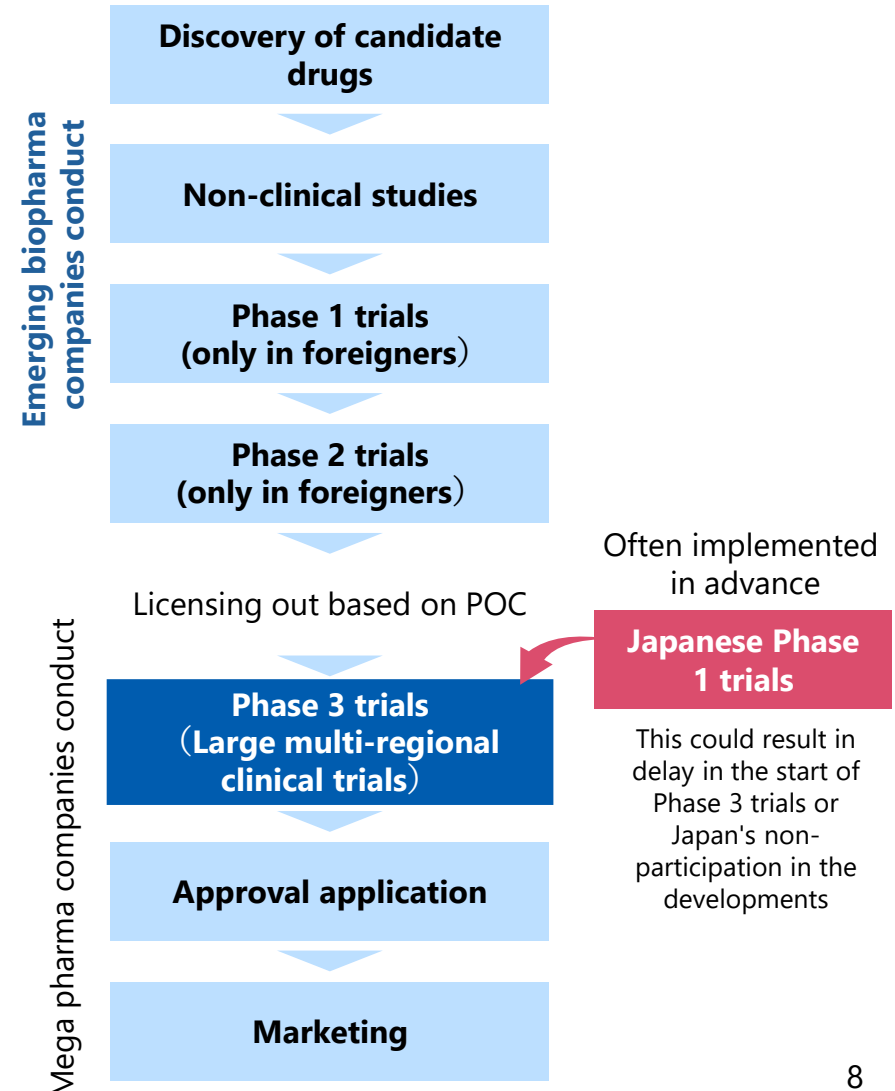 Discovery of candidate
drugs
Emerging biopharma
companies conduct
Non-clinical studies
Phase 1 trials
(only in foreigners）
Phase 2 trials
(only in foreigners）
Licensing out based on POC
Often implemented
in advance
Japanese Phase
1 trials
This could result in
delay in the start of
Phase 3 trials or
Japan's non-
participation in the
developments
Mega pharma companies conduct
Phase 3 trials
（Large multi-regional
clinical trials）
Approval application
Marketing
8